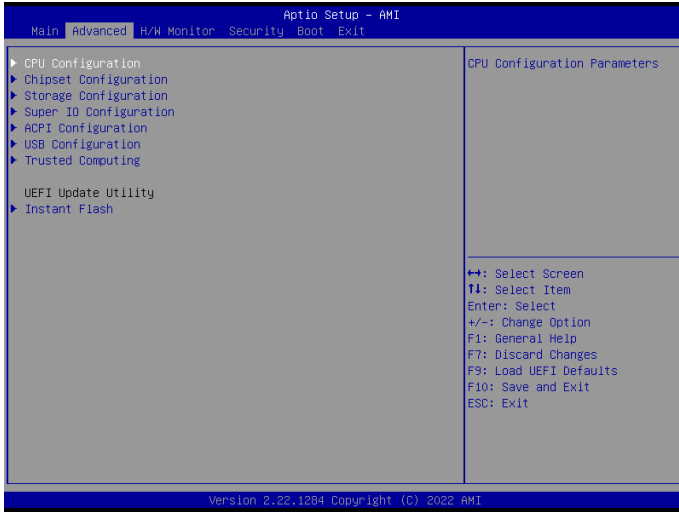 Aptio Setup - AMI
Main Advanced H/W Monitor Security Boot Exit
CPU Configuration
Chipset Configuration
Storage Configuration
Super IO Configuration
ACPI Configuration
USB Configuration
Trusted Computing
UEFI Update Utility
Instant Flash
CPU Configuration Parameters
↔: Select Screen
↑↓: Select Item
Enter: Select
+/-: Change Option
F1: General Help
F7: Discard Changes
F9: Load UEFI Defaults
F10: Save and Exit
ESC: Exit
Version 2.22.1284 Copyright (C) 2022 AMI